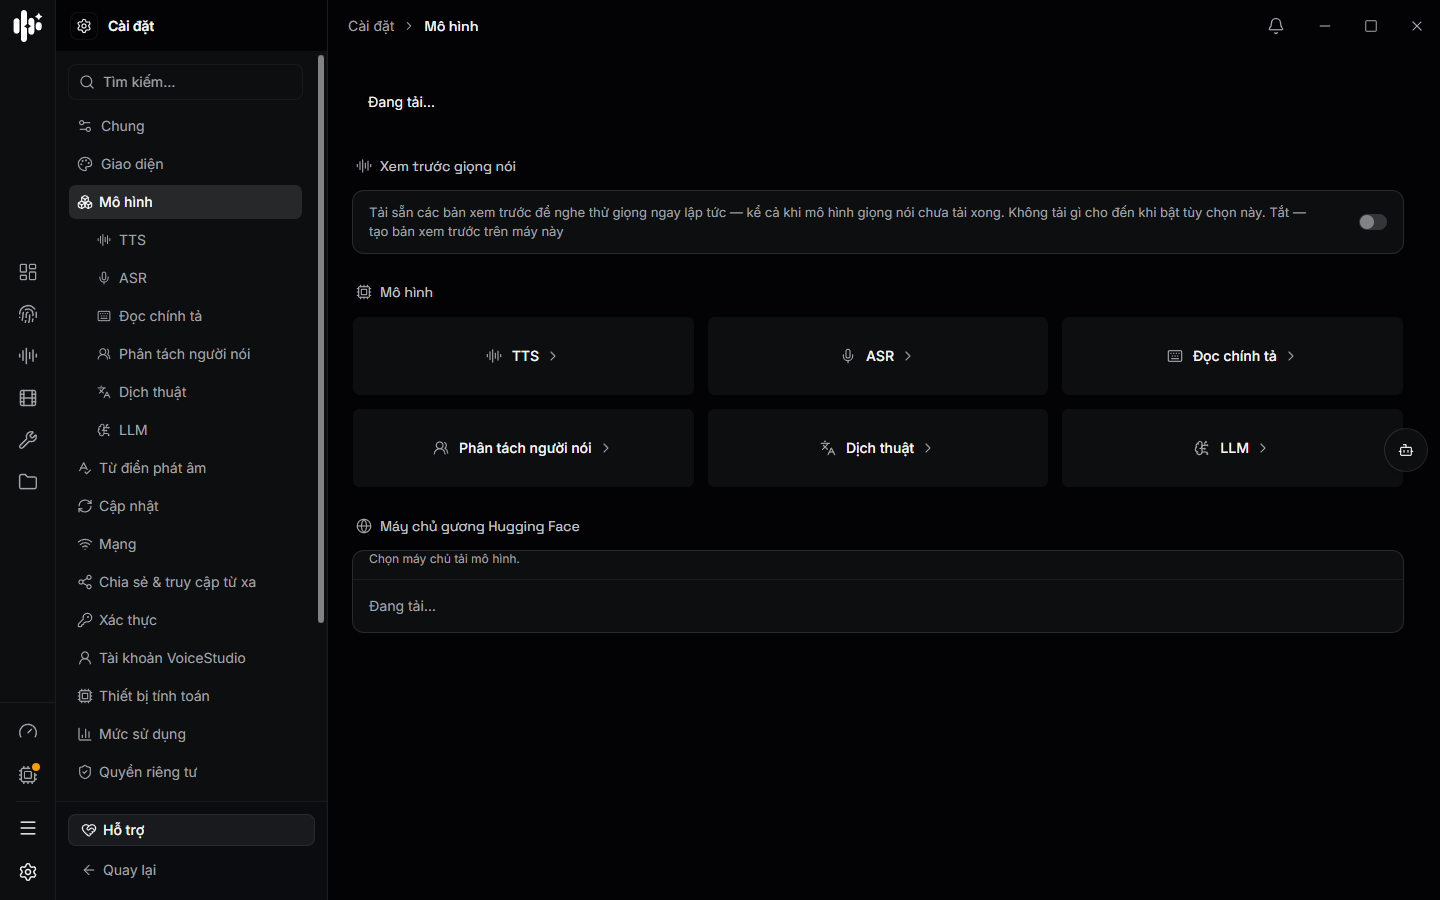 Cài đặt
Cài đặt > Mô hình
Tìm kiếm...
Chung
Giao diện
Mô hình
TTS
ASR
Đọc chính tả
Phân tách người nói
Dịch thuật
LLM
Từ điển phát âm
Cập nhật
Mạng
Chia sẻ & truy cập từ xa
Xác thực
Tài khoản VoiceStudio
Thiết bị tính toán
Mức sử dụng
Quyền riêng tư
Hỗ trợ
Quay lại
Đang tải...
Xem trước giọng nói
Tải sẵn các bản xem trước để nghe thử giọng ngay lập tức — kể cả khi mô hình giọng nói chưa tải xong. Không tải gì cho đến khi bật tùy chọn này. Tắt —
tạo bản xem trước trên máy này
Mô hình
TTS
ASR
Đọc chính tả
Phân tách người nói
Dịch thuật
LLM
Máy chủ gương Hugging Face
Chọn máy chủ tải mô hình.
Đang tải...